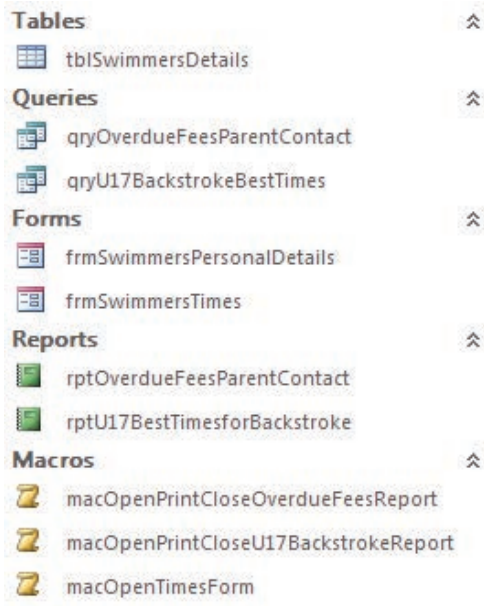 Tables
tblSwimmersDetails
Queries
qryOverdueFeesParentContact
qryU17BackstrokeBestTimes
Forms
frmSwimmersPersonalDetails
frmSwimmersTimes
Reports
rptOverdueFeesParentContact
rptU17BestTimesforBackstroke
Macros
macOpenPrintCloseOverdueFeesReport
macOpenPrintCloseU17BackstrokeReport
macOpenTimesForm